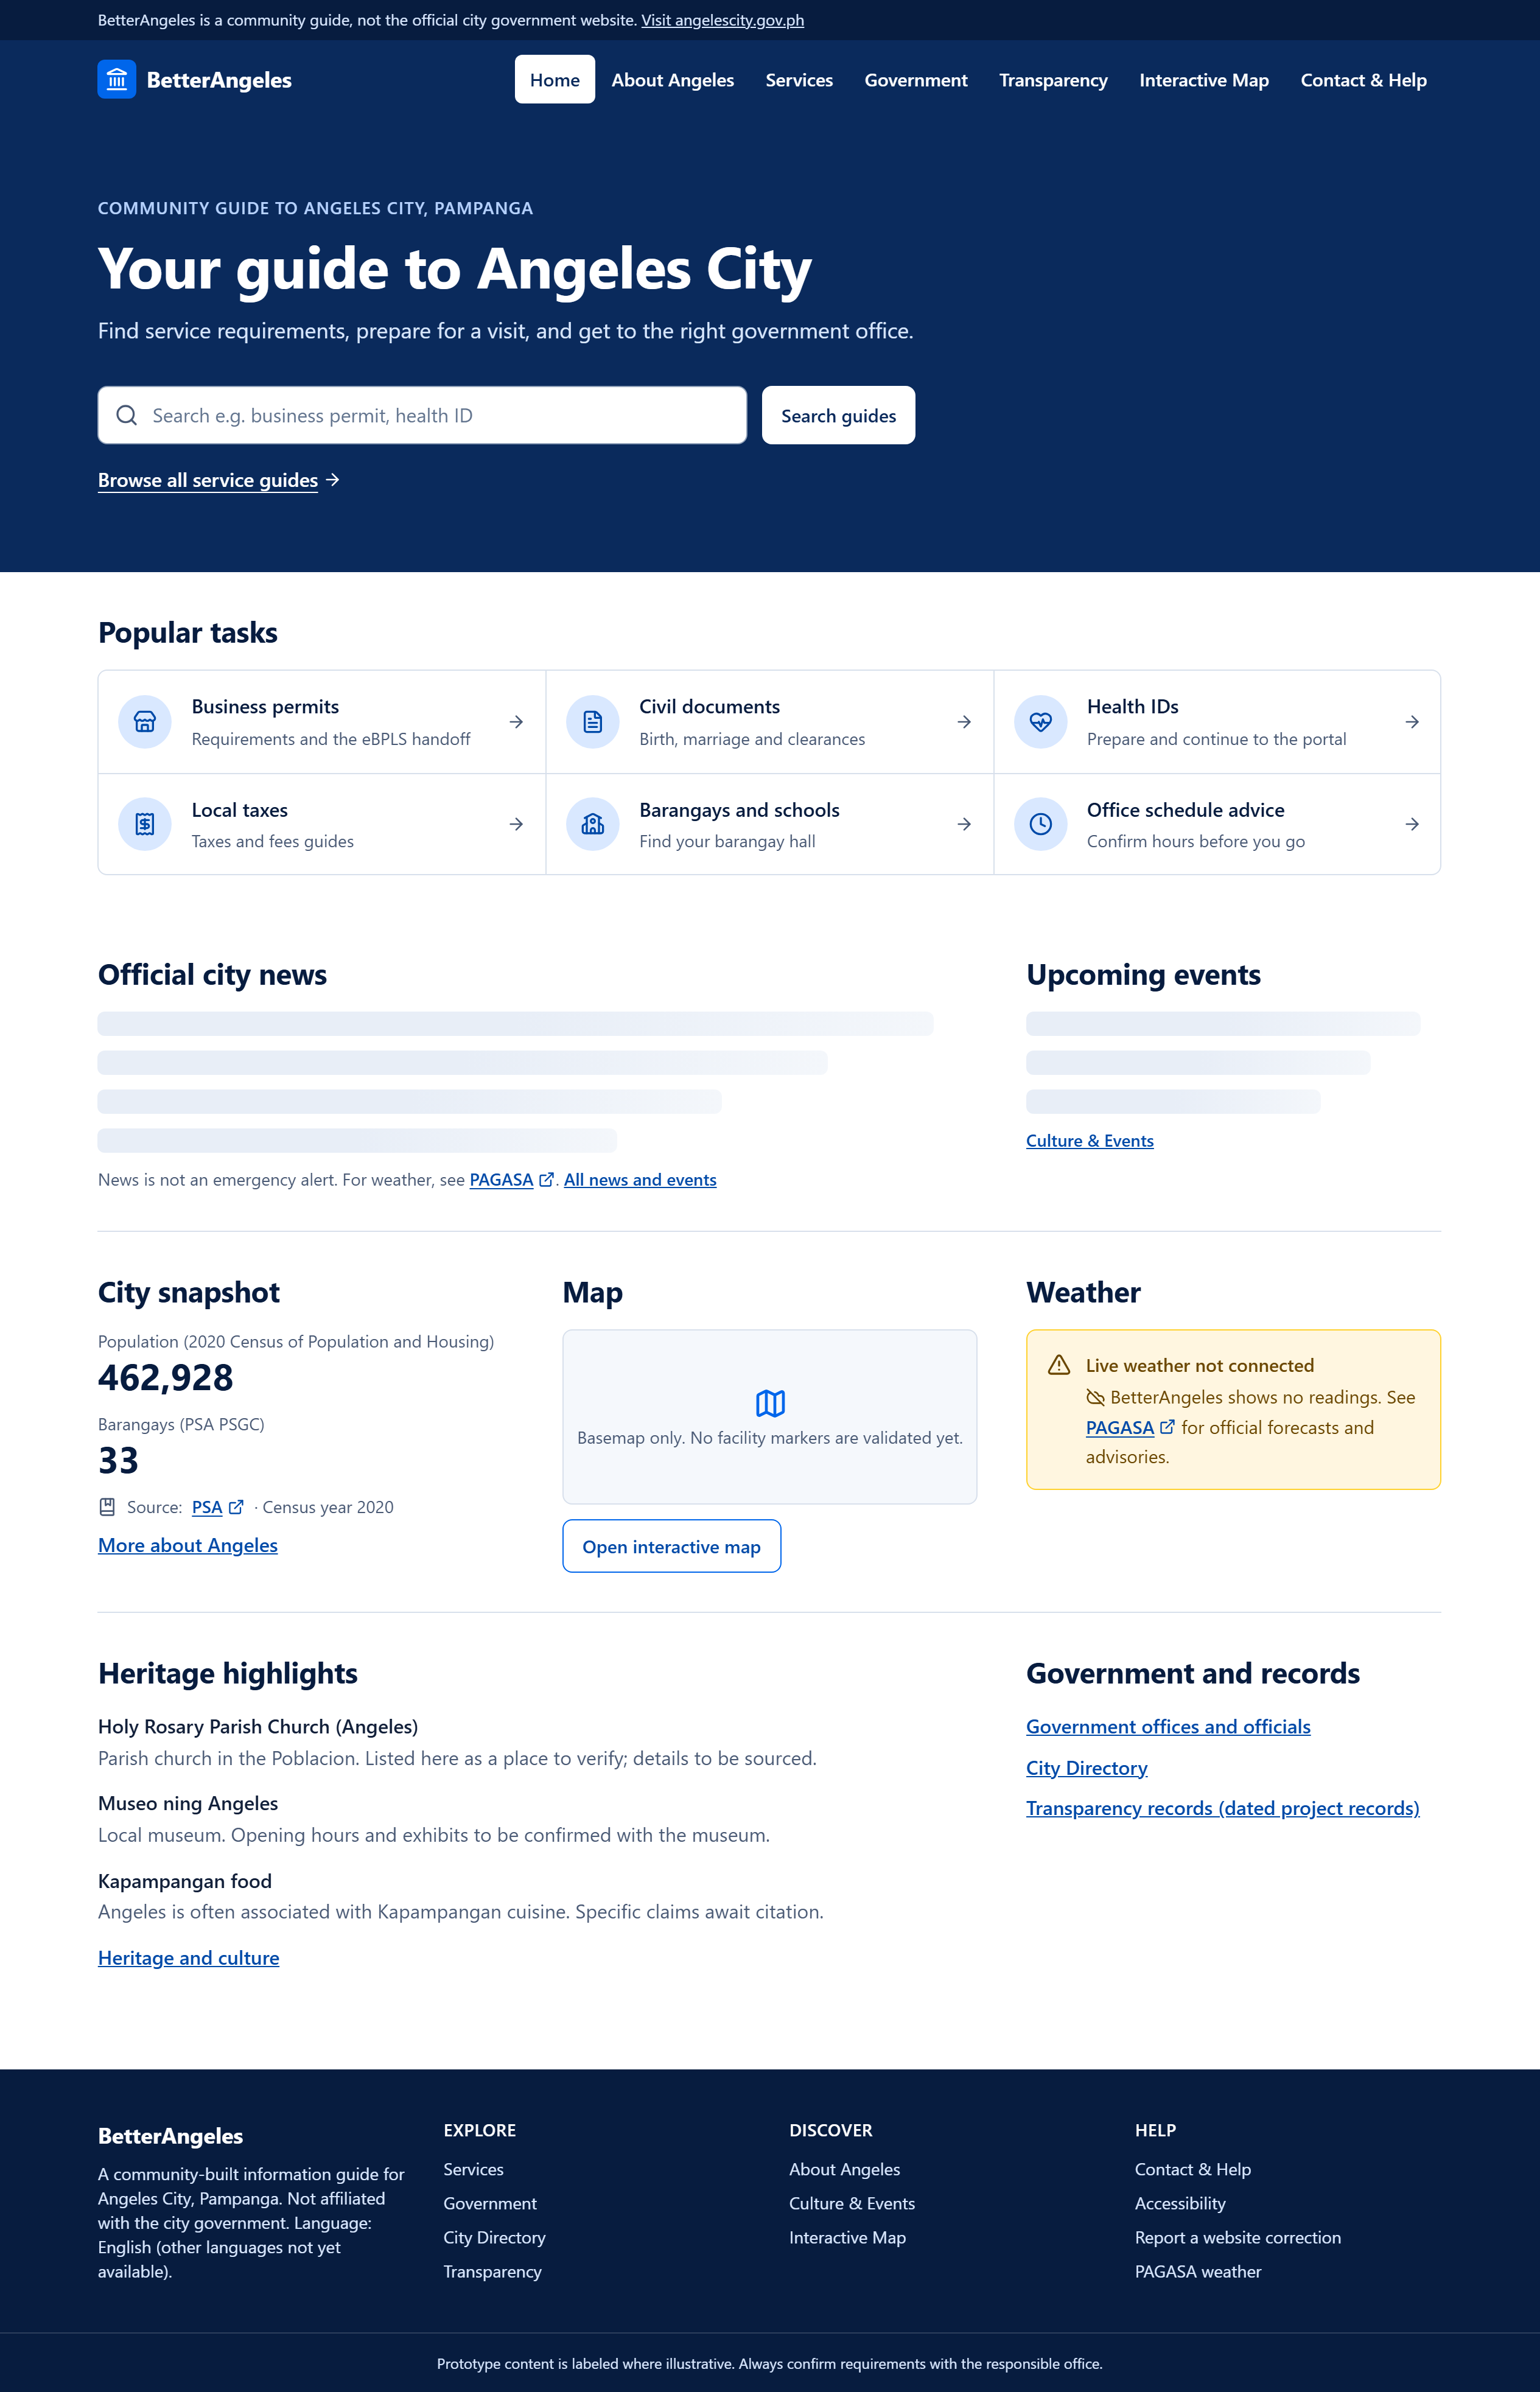 BetterAngeles is a community guide, not the official city government website. Visit angelescity.gov.ph
BetterAngeles
Home
About Angeles
Services
Government
Transparency
Interactive Map
Contact & Help
COMMUNITY GUIDE TO ANGELES CITY, PAMPANGA
Your guide to Angeles City
Find service requirements, prepare for a visit, and get to the right government office.
Search e.g. business permit, health ID
Search guides
Browse all service guides
Popular tasks
Business permits
Requirements and the eBPLS handoff
Civil documents
Birth, marriage and clearances
Health IDs
Prepare and continue to the portal
Local taxes
Taxes and fees guides
Barangays and schools
Find your barangay hall
Office schedule advice
Confirm hours before you go
Official city news
News is not an emergency alert. For weather, see PAGASA . All news and events
Upcoming events
Culture & Events
City snapshot
Population (2020 Census of Population and Housing)
462,928
Barangays (PSA PSGC)
33
Source: PSA · Census year 2020
More about Angeles
Map
Basemap only. No facility markers are validated yet.
Open interactive map
Weather
Live weather not connected
BetterAngeles shows no readings. See
PAGASA for official forecasts and
advisories.
Heritage highlights
Holy Rosary Parish Church (Angeles)
Parish church in the Poblacion. Listed here as a place to verify; details to be sourced.
Museo ning Angeles
Local museum. Opening hours and exhibits to be confirmed with the museum.
Kapampangan food
Angeles is often associated with Kapampangan cuisine. Specific claims await citation.
Heritage and culture
Government and records
Government offices and officials
City Directory
Transparency records (dated project records)
BetterAngeles
A community-built information guide for
Angeles City, Pampanga. Not affiliated
with the city government. Language:
English (other languages not yet
available).
EXPLORE
Services
Government
City Directory
Transparency
DISCOVER
About Angeles
Culture & Events
Interactive Map
HELP
Contact & Help
Accessibility
Report a website correction
PAGASA weather
Prototype content is labeled where illustrative. Always confirm requirements with the responsible office.